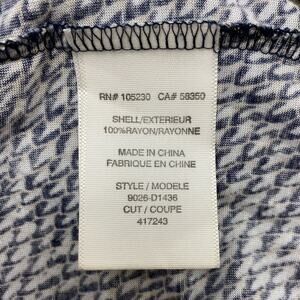 RN# 105230 CA# 56350
SHELL/EXTERIEUR
100%RAYON/RAYONNE
MADE IN CHINA
FABRIQUE EN CHINE
STYLE / MODELE
9026-D1436
CUT / COUPE
417243